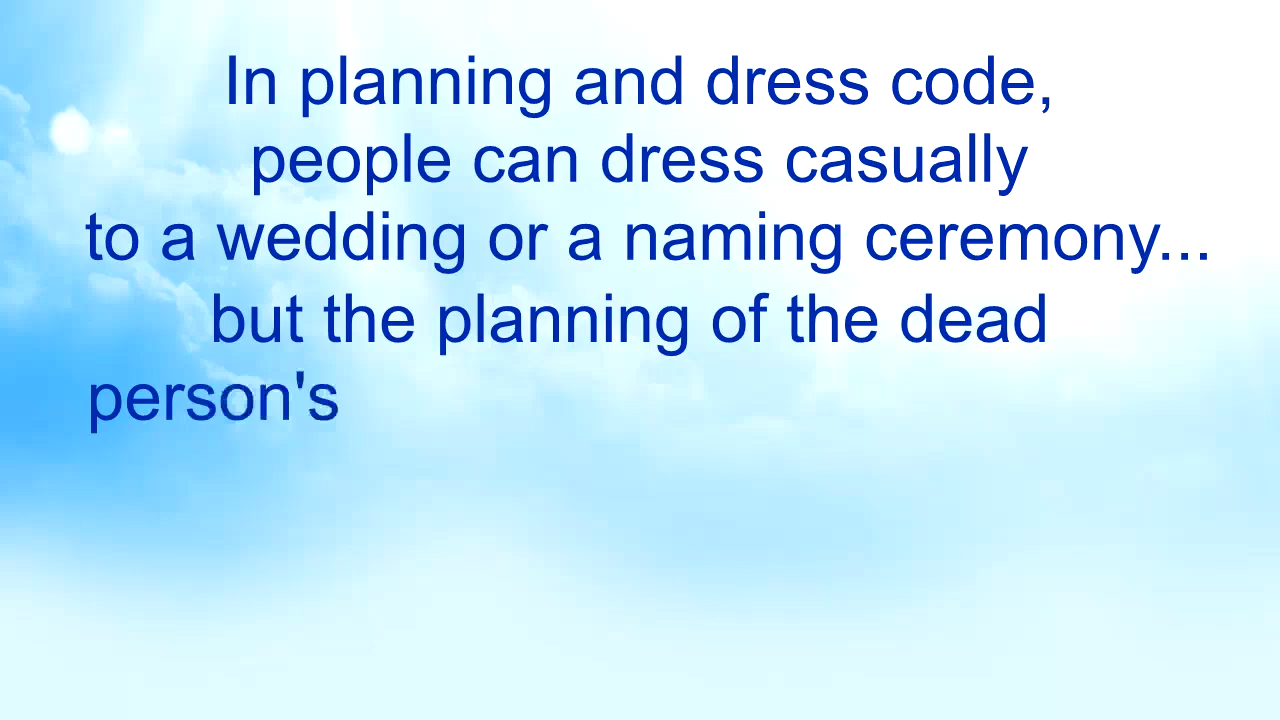 In planning and dress code,
people can dress casually
to a wedding or a naming ceremony...
but the planning of the dead
person's